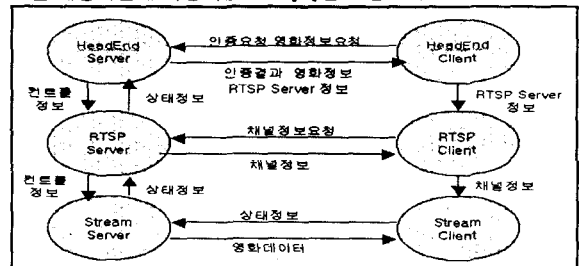 HeadEnd
Server
인증요청 영화정보요청
HeadEnd
Client
인증결과 영화정보
RTSP Server 정보
컨트롤
정보
상태정보
RTSP Server
정보
RTSP
Server
채널정보요청
채널정보
RTSP
Client
컨트롤
정보
상태정보
채널정보
Stream
Server
상태정보
영화데이터
Stream
Client